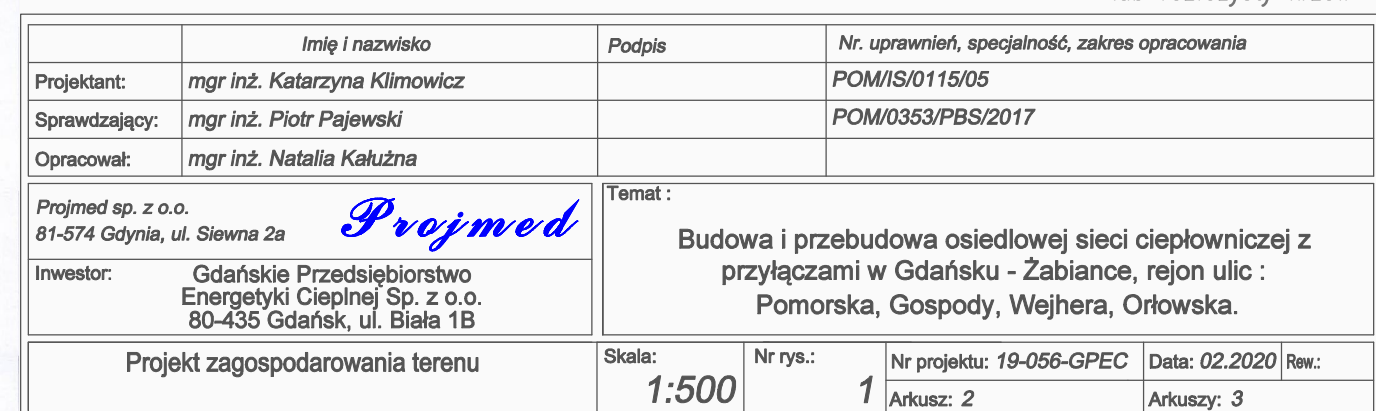 Imię i nazwisko Podpis Nr. uprawnień, specjalność, zakres opracowania
Projektant: mgr inż. Katarzyna Klimowicz POM/IS/0115/05
Sprawdzający: mgr inż. Piotr Pajewski POM/0353/PBS/2017
Opracował: mgr inż. Natalia Kałużna
Projmed sp. z o.o.
81-574 Gdynia, ul. Siewna 2a
Projmed
Inwestor:
Gdańskie Przedsiębiorstwo
Energetyki Cieplnej Sp. z o.o.
80-435 Gdańsk, ul. Biała 1B
Temat :
Budowa i przebudowa osiedlowej sieci ciepłowniczej z
przyłączami w Gdańsku - Żabiance, rejon ulic :
Pomorska, Gospody, Wejhera, Orłowska.
Projekt zagospodarowania terenu
Skala:
1:500
Nr rys.:
1
Nr projektu: 19-056-GPEC Data: 02.2020 Rew.:
Arkusz: 2 Arkuszy: 3